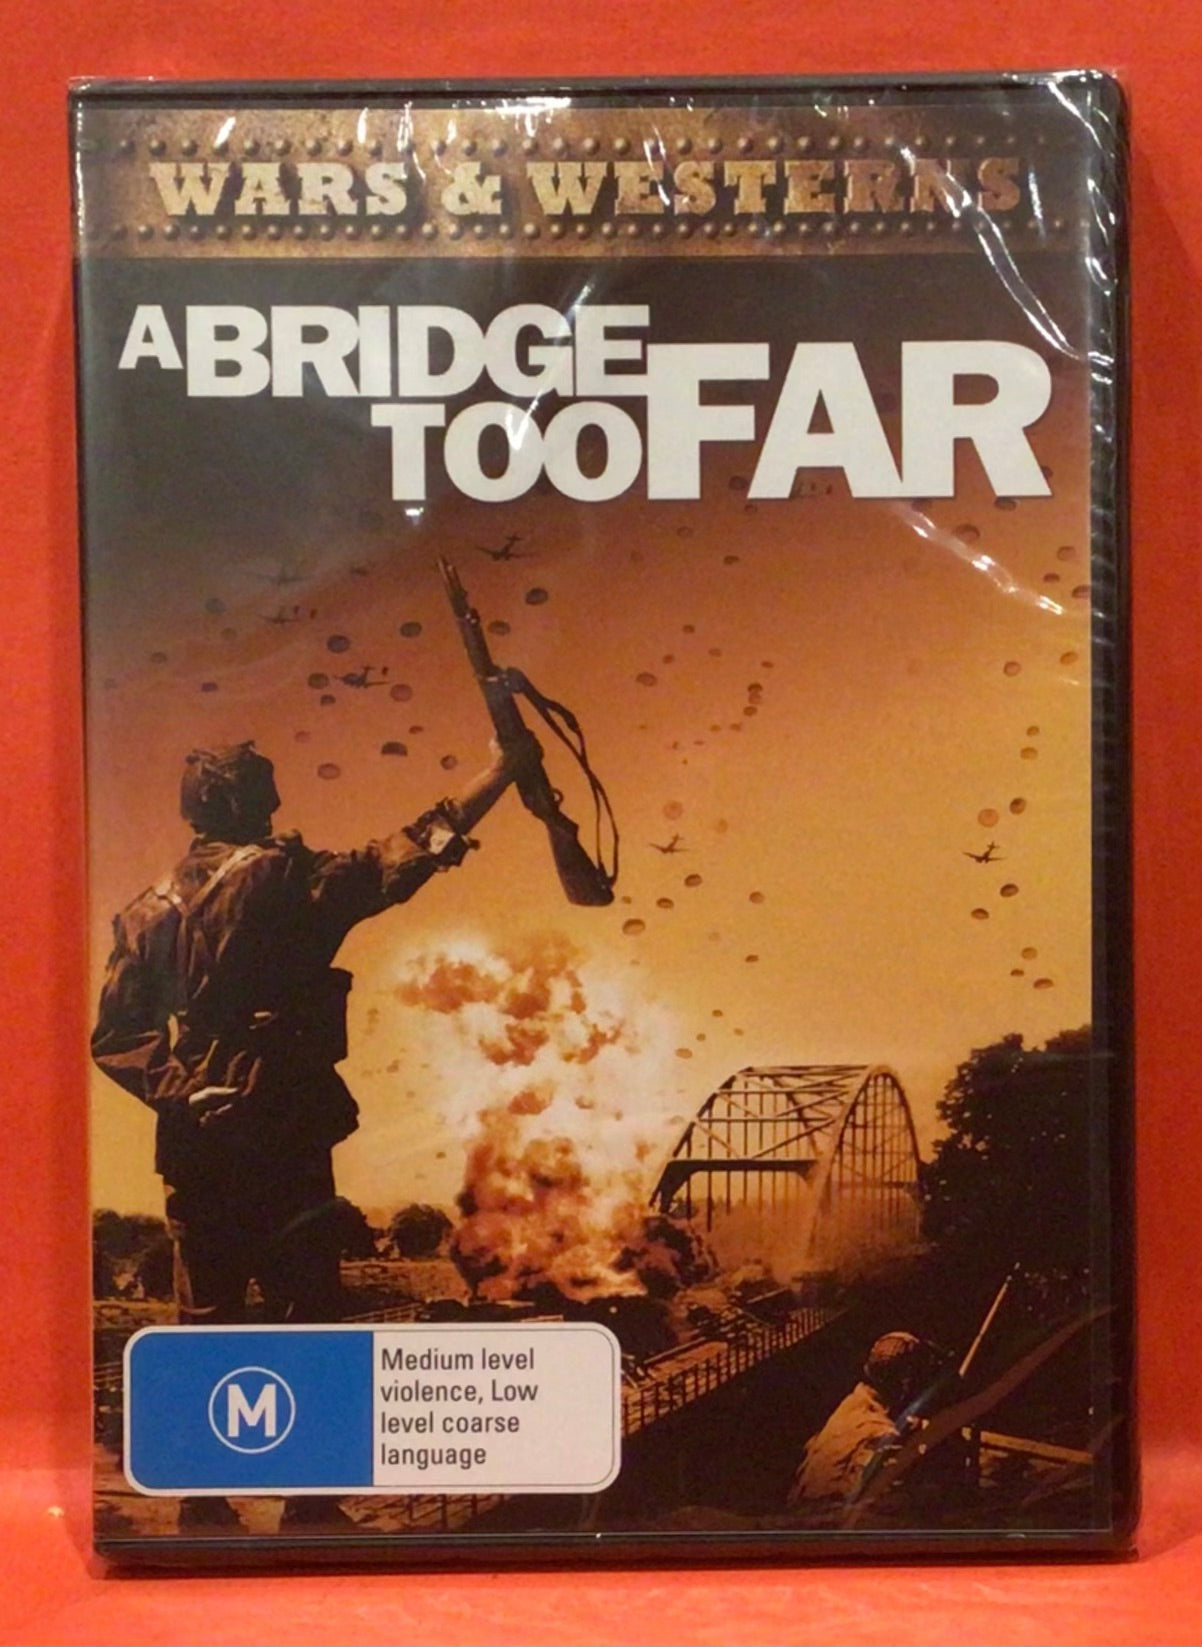 WARS & WESTERNS
A BRIDGE
TOO FAR
M
Medium level
violence, Low
level coarse
language